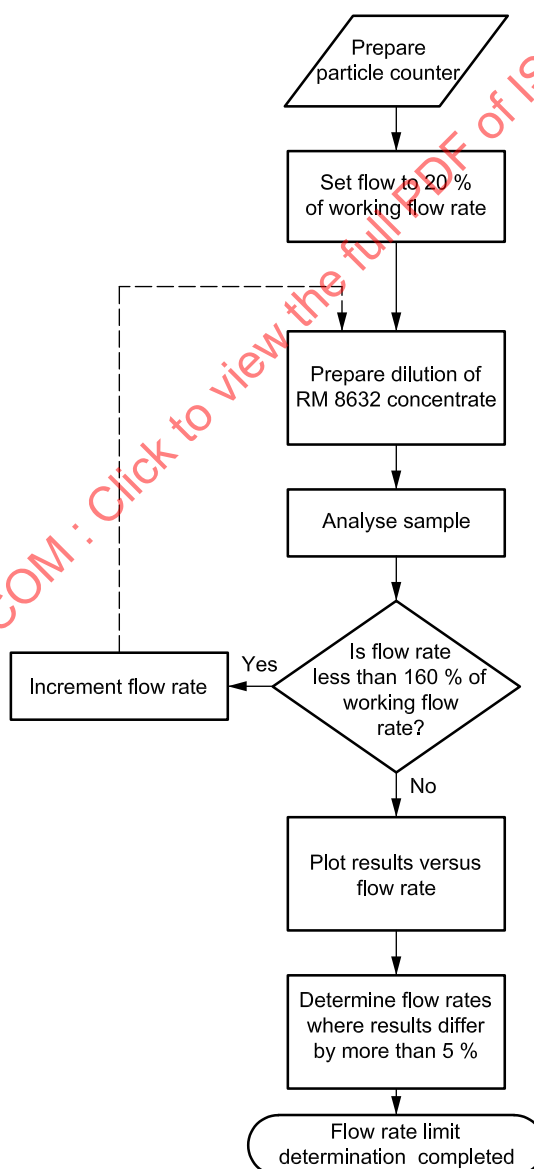 Prepare
particle counter
Set flow to 20 %
of working flow rate
Prepare dilution of
RM 8632 concentrate
Analyse sample
Is flow rate
less than 160 % of
working flow
rate?
Yes
Increment flow rate
No
Plot results versus
flow rate
Determine flow rates
where results differ
by more than 5 %
Flow rate limit
determination completed
COM : Click to view the full PDF of IS